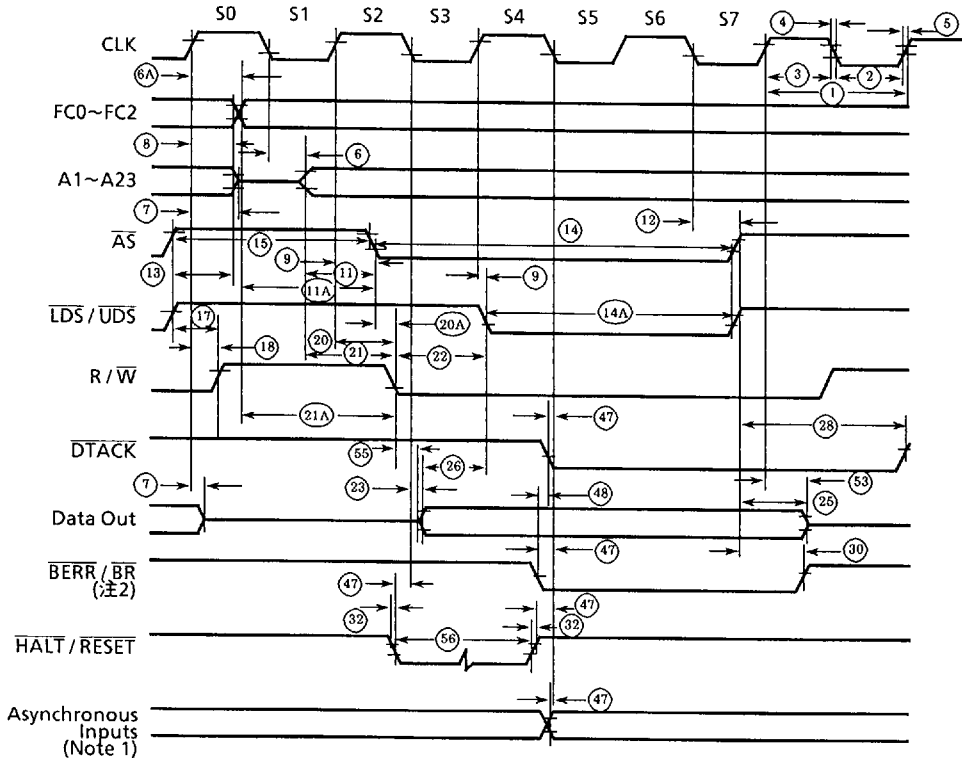 S0 S1 S2 S3 S4 S5 S6 S7
CLK
4 5
6A 3 2
1
FC0~FC2
8 6
A1~A23
7 12
AS
15 14
13 9 11 9
11A
LDS / UDS
17 20A 14A
18 20 21 22
R / W
21A 47
28
DTACK
55 26
7 23 48 53
25
Data Out
47 30
BERR / BR
(注2)
47 47
32 32
HALT / RESET
56
47
Asynchronous
Inputs
(Note 1)